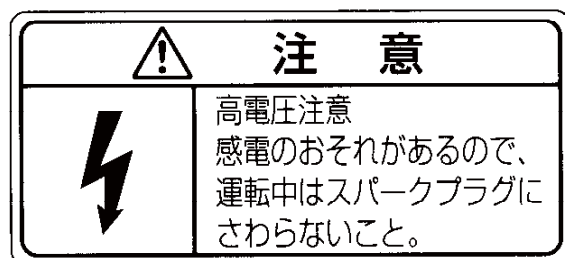 注意
高電圧注意
感電のおそれがあるので、
運転中はスパークプラグに
さわらないこと。